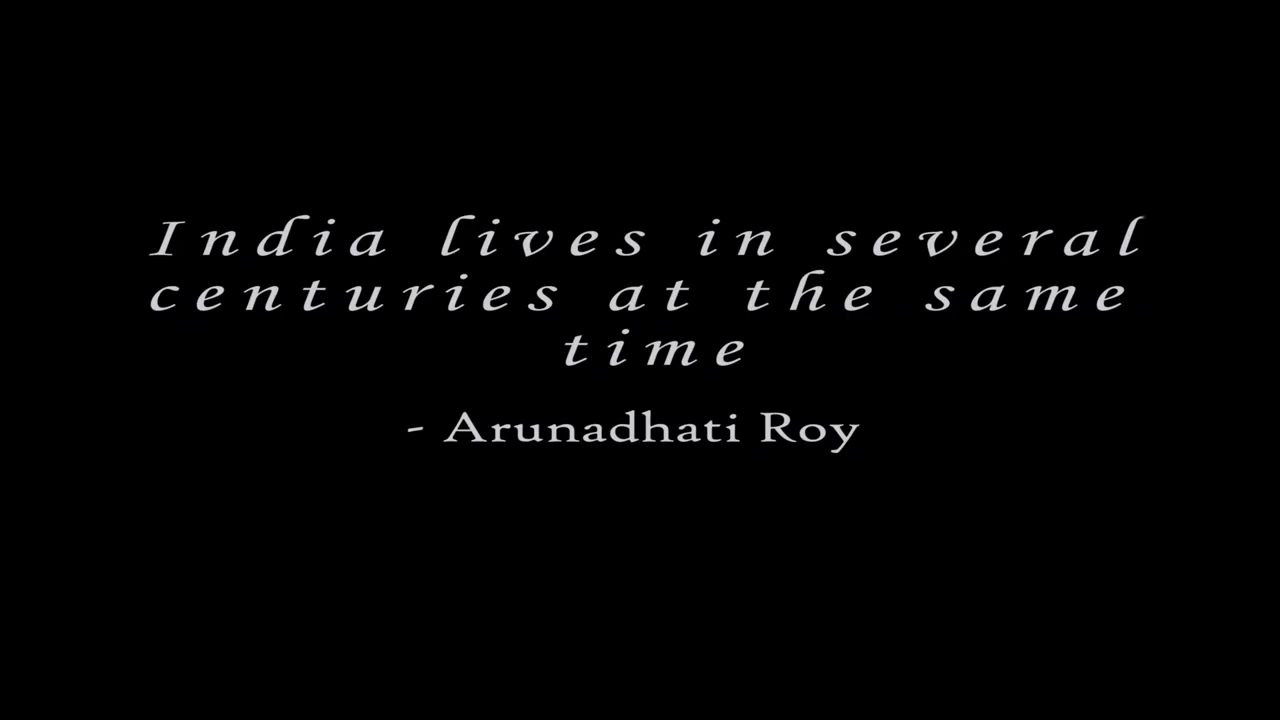 India lives in several
centuries at the same
time
- Arunadhati Roy